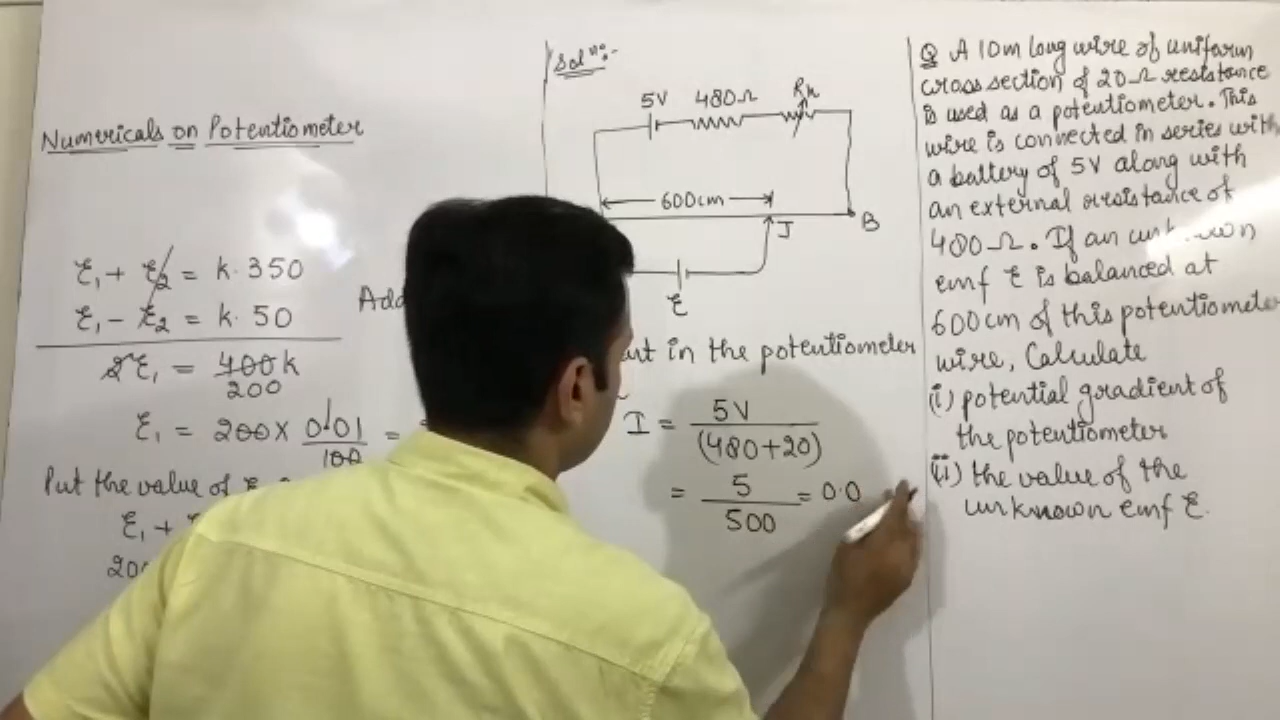 Numericals on Potentiometer
ε₁ + ε₂ = k. 350
ε₁ - ε₂ = k. 50
2ε₁ = 400k
200
ε₁ = 200 × 0.01 =
100
Put the value of ε
ε₁ +
200
Add
Solⁿ:-
5V 480Ω Rh
600cm
J
B
ε
in the potentiometer
I = 5V
(480+20)
= 5 = 0.0
500
Q A 10m long wire of uniform
cross section of 20Ω resistance
is used as a potentiometer. This
wire is connected in series with
a battery of 5V along with
an external resistance of
480Ω. If an unknown
emf ε is balanced at
600cm of this potentiometer
wire, Calculate
(i) potential gradient of
the potentiometer
(ii) the value of the
unknown emf ε.